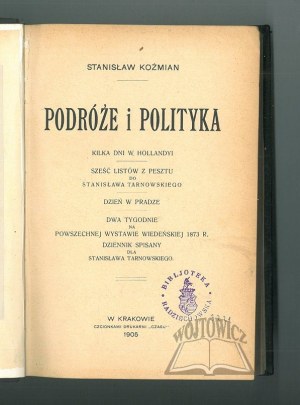 STANISŁAW KOŹMIAN
PODRÓŻE i POLITYKA
KILKA DNI W HOLLANDYI
SZEŚĆ LISTÓW Z PESZTU
DO
STANISŁAWA TARNOWSKIEGO
DZIEŃ W PRADZE
DWA TYGODNIE
NA
POWSZECHNEJ WYSTAWIE WIEDEŃSKIEJ 1873 R.
DZIENNIK SPISANY
DLA
STANISŁAWA TARNOWSKIEGO.
W KRAKOWIE
CZCIONKAMI DRUKARNI „CZASU”
1905
BIBLIOTEKA
WÓJTOWICZ